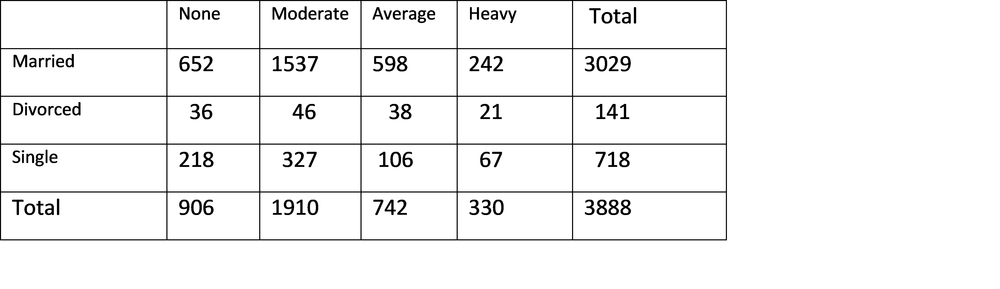 None Moderate Average Heavy Total
Married 652 1537 598 242 3029
Divorced 36 46 38 21 141
Single 218 327 106 67 718
Total 906 1910 742 330 3888